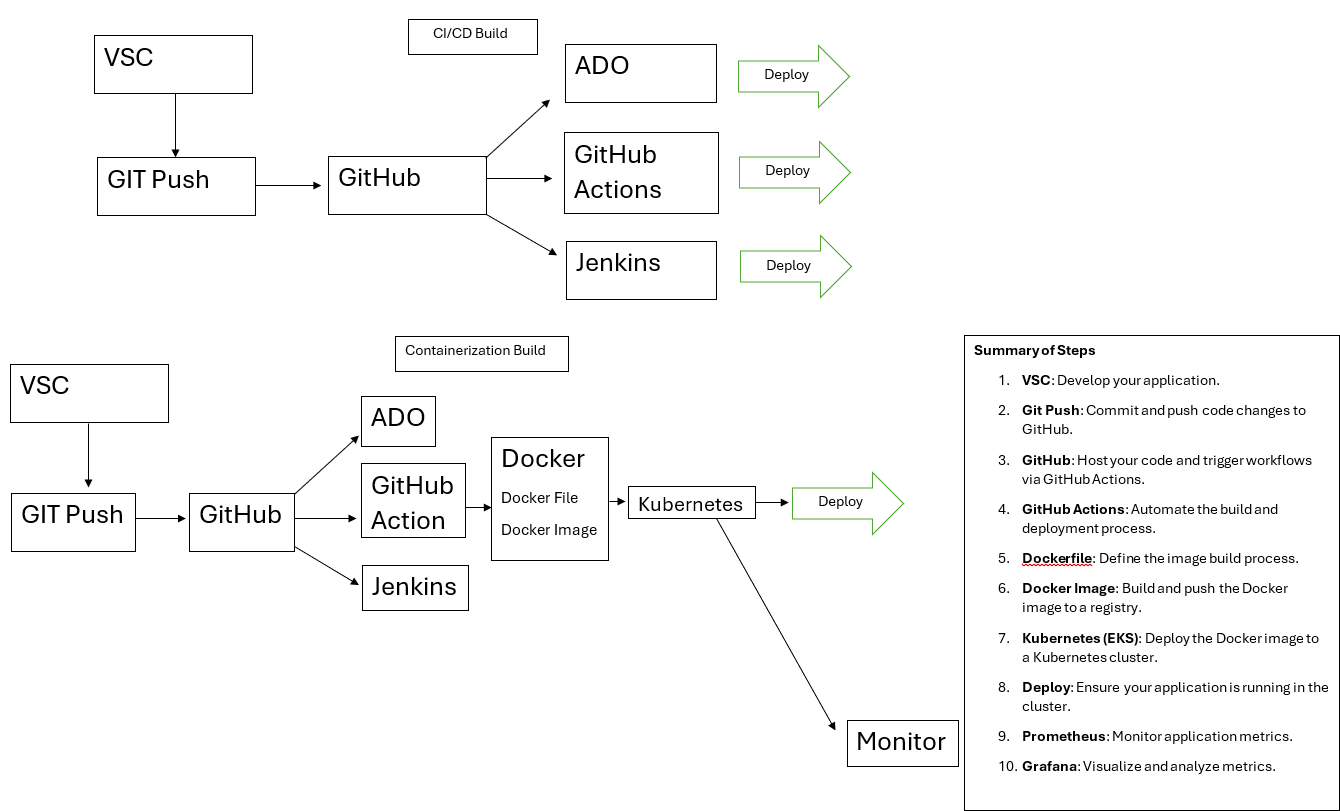 CI/CD Build
VSC
ADO
Deploy
GitHub
Actions
Deploy
GIT Push
GitHub
Jenkins
Deploy
Containerization Build
VSC
ADO
GIT Push
GitHub
GitHub
Action
Jenkins
Docker
Docker File
Docker Image
Kubernetes
Deploy
Monitor
Summary of Steps
1. VSC: Develop your application.
2. Git Push: Commit and push code changes to
GitHub.
3. GitHub: Host your code and trigger workflows
via GitHub Actions.
4. GitHub Actions: Automate the build and
deployment process.
5. Dockerfile: Define the image build process.
6. Docker Image: Build and push the Docker
image to a registry.
7. Kubernetes (EKS): Deploy the Docker image to
a Kubernetes cluster.
8. Deploy: Ensure your application is running in the
cluster.
9. Prometheus: Monitor application metrics.
10. Grafana: Visualize and analyze metrics.